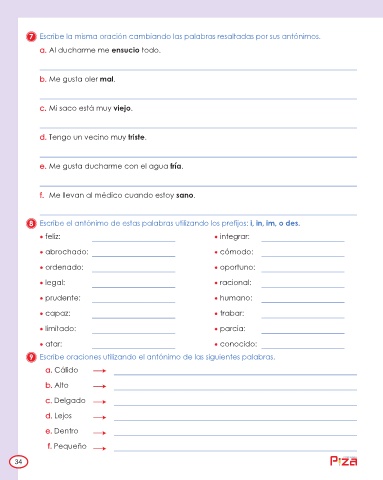 7 Escribe la misma oración cambiando las palabras resaltadas por sus antónimos.
a. Al ducharme me ensucio todo.
b. Me gusta oler mal.
c. Mi saco está muy viejo.
d. Tengo un vecino muy triste.
e. Me gusta ducharme con el agua fría.
f. Me llevan al médico cuando estoy sano.
8 Escribe el antónimo de estas palabras utilizando los prefijos: i, in, im, o des.
• feliz: • integrar:
• abrochado: • cómodo:
• ordenado: • oportuno:
• legal: • racional:
• prudente: • humano:
• capaz: • trabar:
• limitado: • parcia:
• atar: • conocido:
9 Escribe oraciones utilizando el antónimo de las siguientes palabras.
a. Cálido
b. Alto
c. Delgado
d. Lejos
e. Dentro
f. Pequeño
34